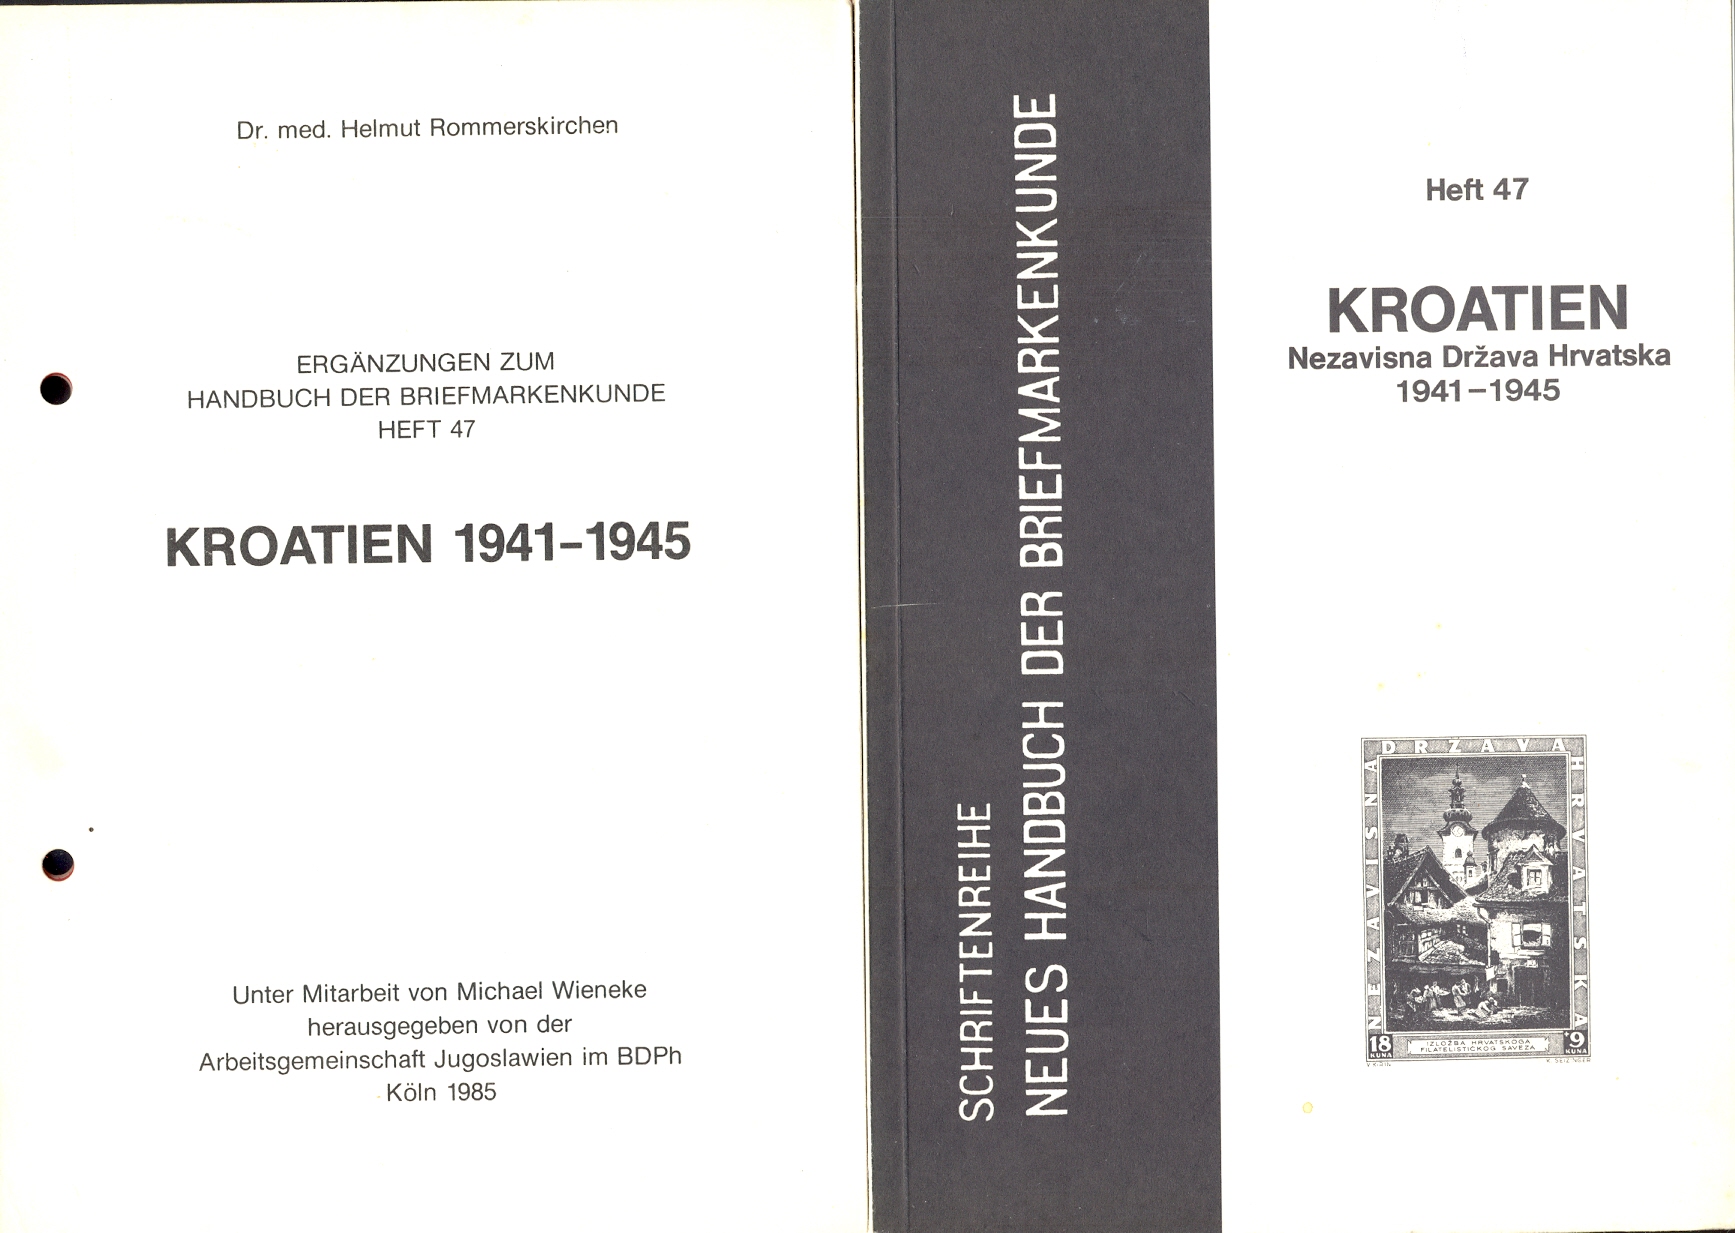 Dr. med. Helmut Rommerskirchen
ERGÄNZUNGEN ZUM
HANDBUCH DER BRIEFMARKENKUNDE
HEFT 47
KROATIEN 1941–1945
Unter Mitarbeit von Michael Wieneke
herausgegeben von der
Arbeitsgemeinschaft Jugoslawien im BDPh
Köln 1985
SCHRIFTENREIHE
NEUES HANDBUCH DER BRIEFMARKENKUNDE
Heft 47
KROATIEN
Nezavisna Država Hrvatska
1941–1945
NEZAVISNA
DRŽAVA
HRVATSKA
18 KUNA
IZLOŽBA HRVATSKOGA
FILATELISTIČKOG SAVEZA
+9 KUNA
V. KIRIN
K. SEIZINGER